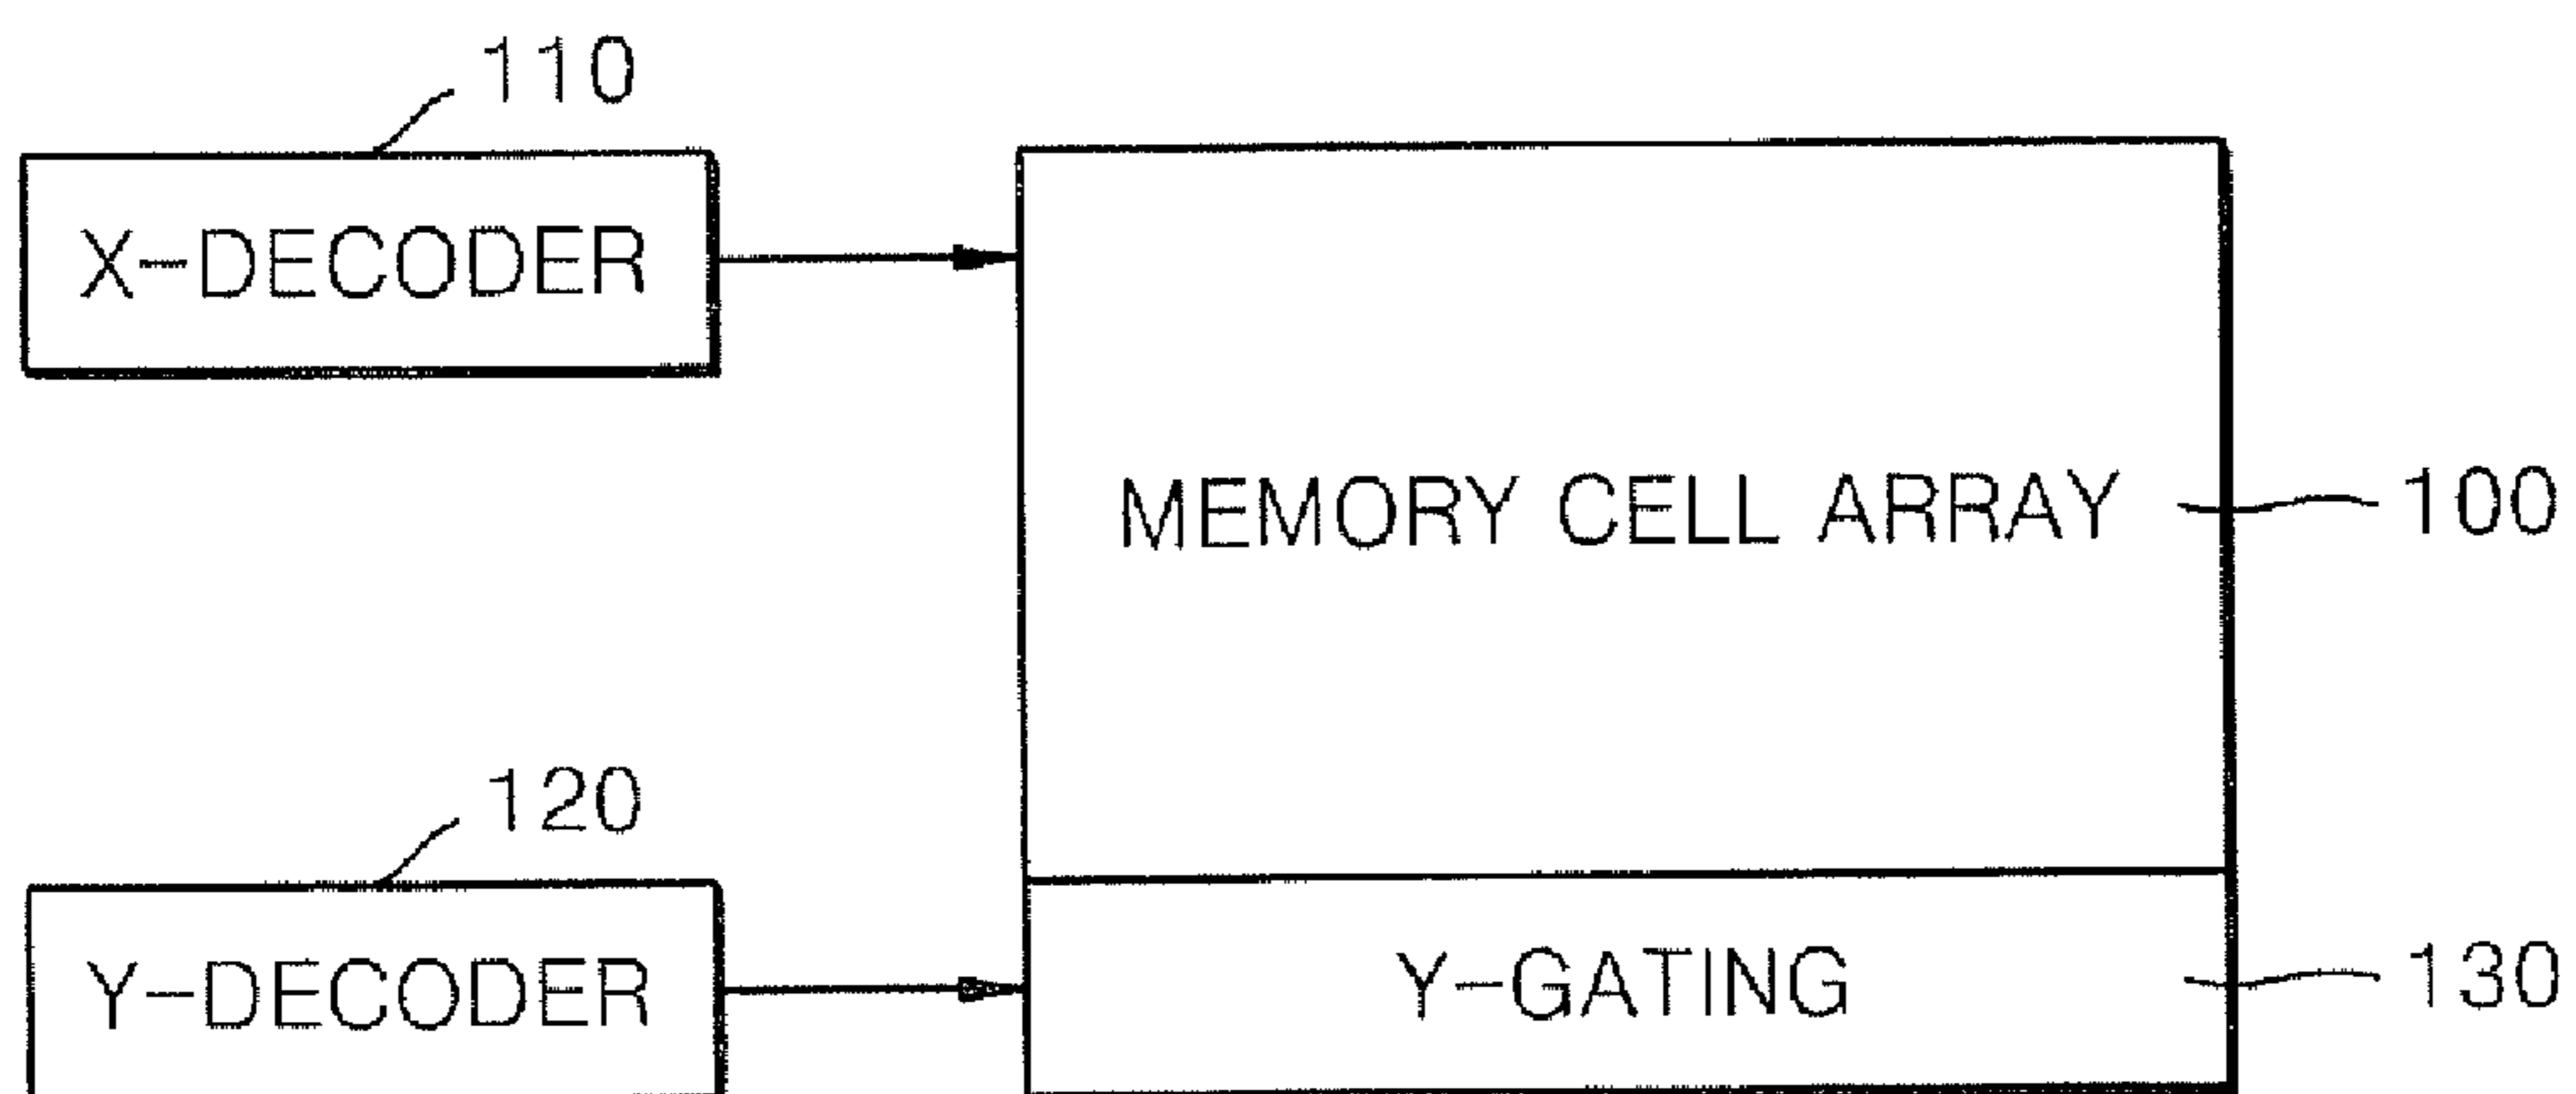 110
X-DECODER
MEMORY CELL ARRAY
100
120
Y-DECODER
Y-GATING
130